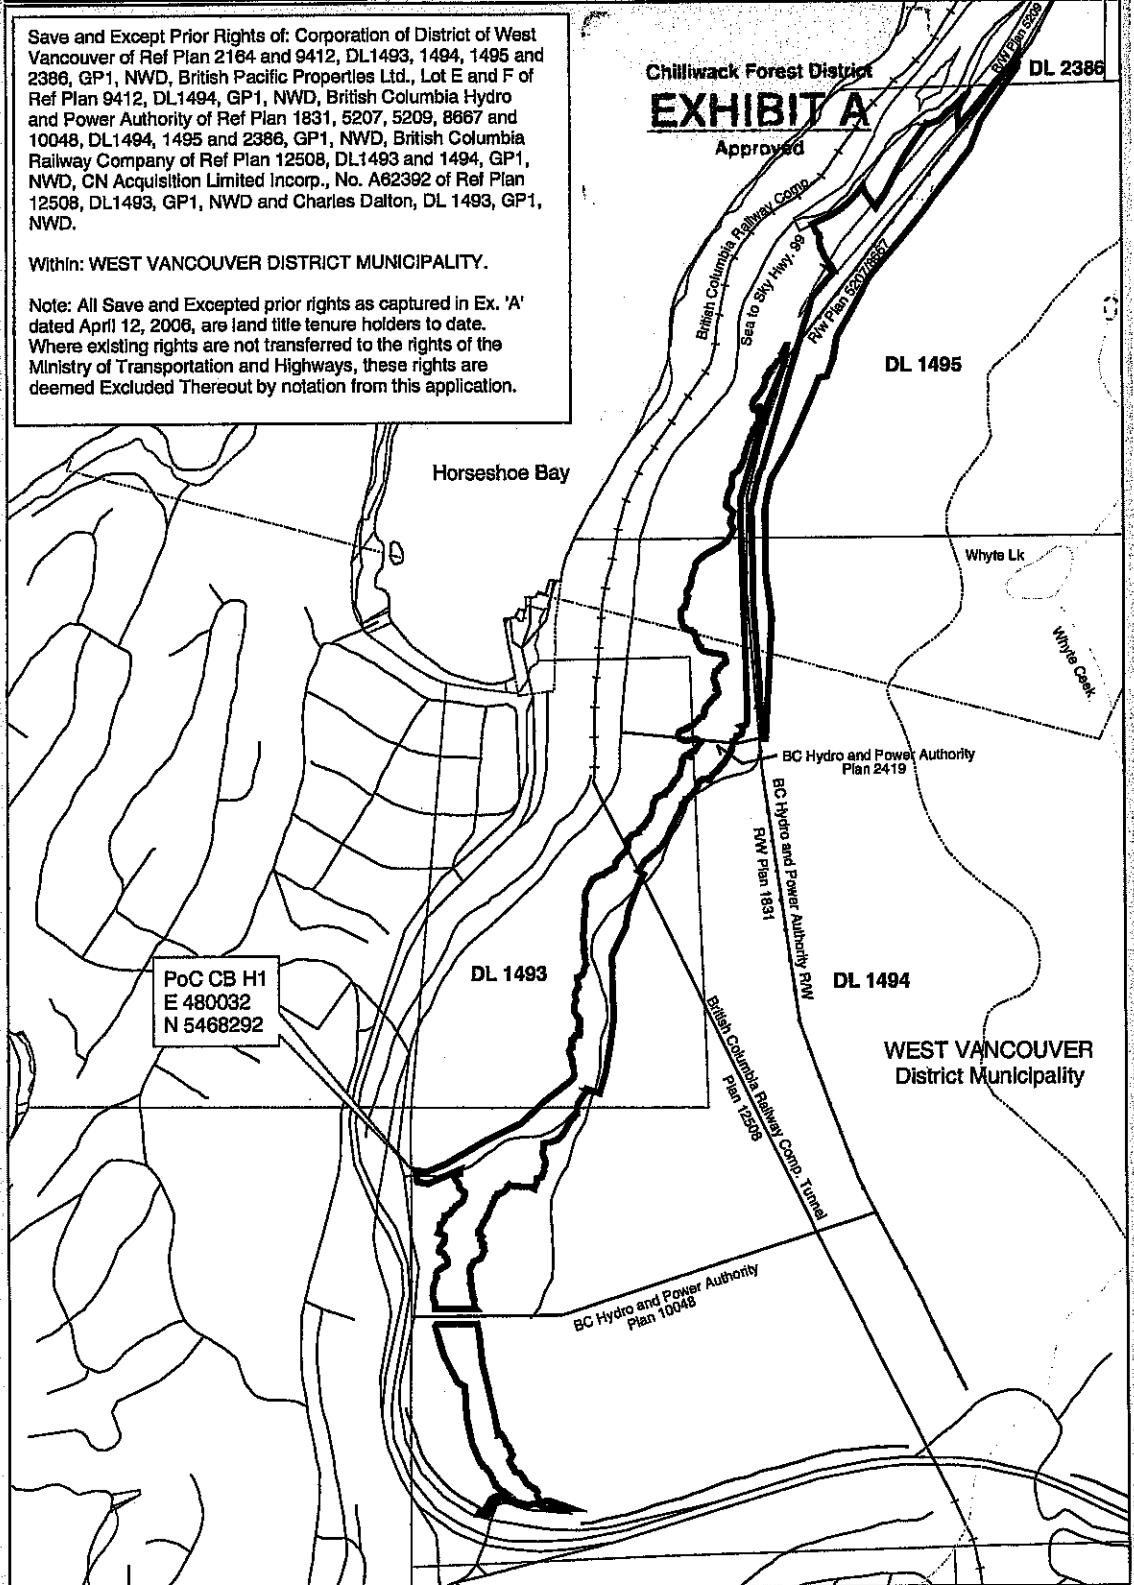 Save and Except Prior Rights of: Corporation of District of West
Vancouver of Ref Plan 2164 and 9412, DL1493, 1494, 1495 and
2386, GP1, NWD, British Pacific Properties Ltd., Lot E and F of
Ref Plan 9412, DL1494, GP1, NWD, British Columbia Hydro
and Power Authority of Ref Plan 1831, 5207, 5209, 8667 and
10048, DL1494, 1495 and 2386, GP1, NWD, British Columbia
Railway Company of Ref Plan 12508, DL1493 and 1494, GP1,
NWD, CN Acquisition Limited Incorp., No. A62392 of Ref Plan
12508, DL1493, GP1, NWD and Charles Dalton, DL 1493, GP1,
NWD.
Within: WEST VANCOUVER DISTRICT MUNICIPALITY.
Note: All Save and Excepted prior rights as captured in Ex. 'A'
dated April 12, 2006, are land title tenure holders to date.
Where existing rights are not transferred to the rights of the
Ministry of Transportation and Highways, these rights are
deemed Excluded Thereout by notation from this application.
Chilliwack Forest District
EXHIBIT A
Approved
R/W Plan 5209
DL 2386
British Columbia Railway Comp
Sea to Sky Hwy. 99
R/w Plan 5207/8667
DL 1495
Horseshoe Bay
Whyte Lk
Whyte Ceek
BC Hydro and Power Authority
Plan 2419
BC Hydro and Power Authority R/W
R/W Plan 1831
DL 1493
DL 1494
PoC CB H1
E 480032
N 5468292
WEST VANCOUVER
District Municipality
British Columbia Railway Comp. Tunnel
Plan 12508
BC Hydro and Power Authority
Plan 10048